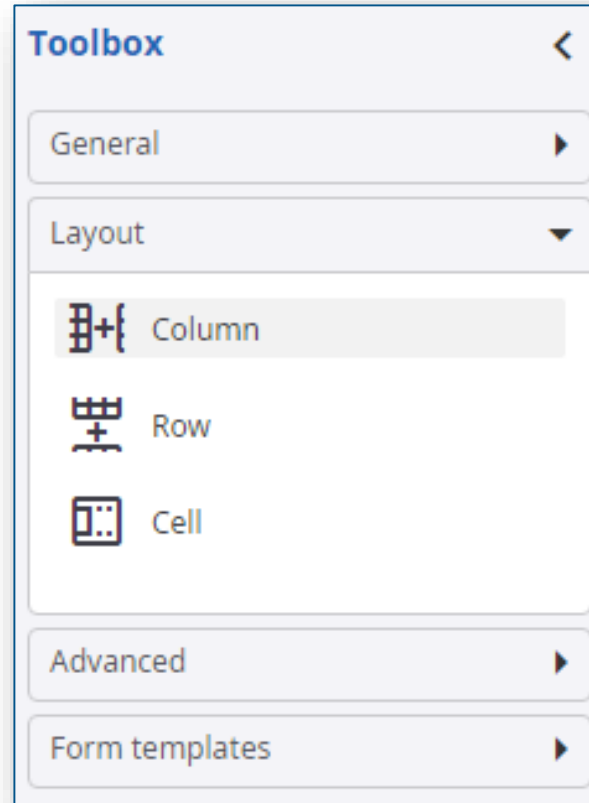 Toolbox
General
Layout
Column
Row
Cell
Advanced
Form templates